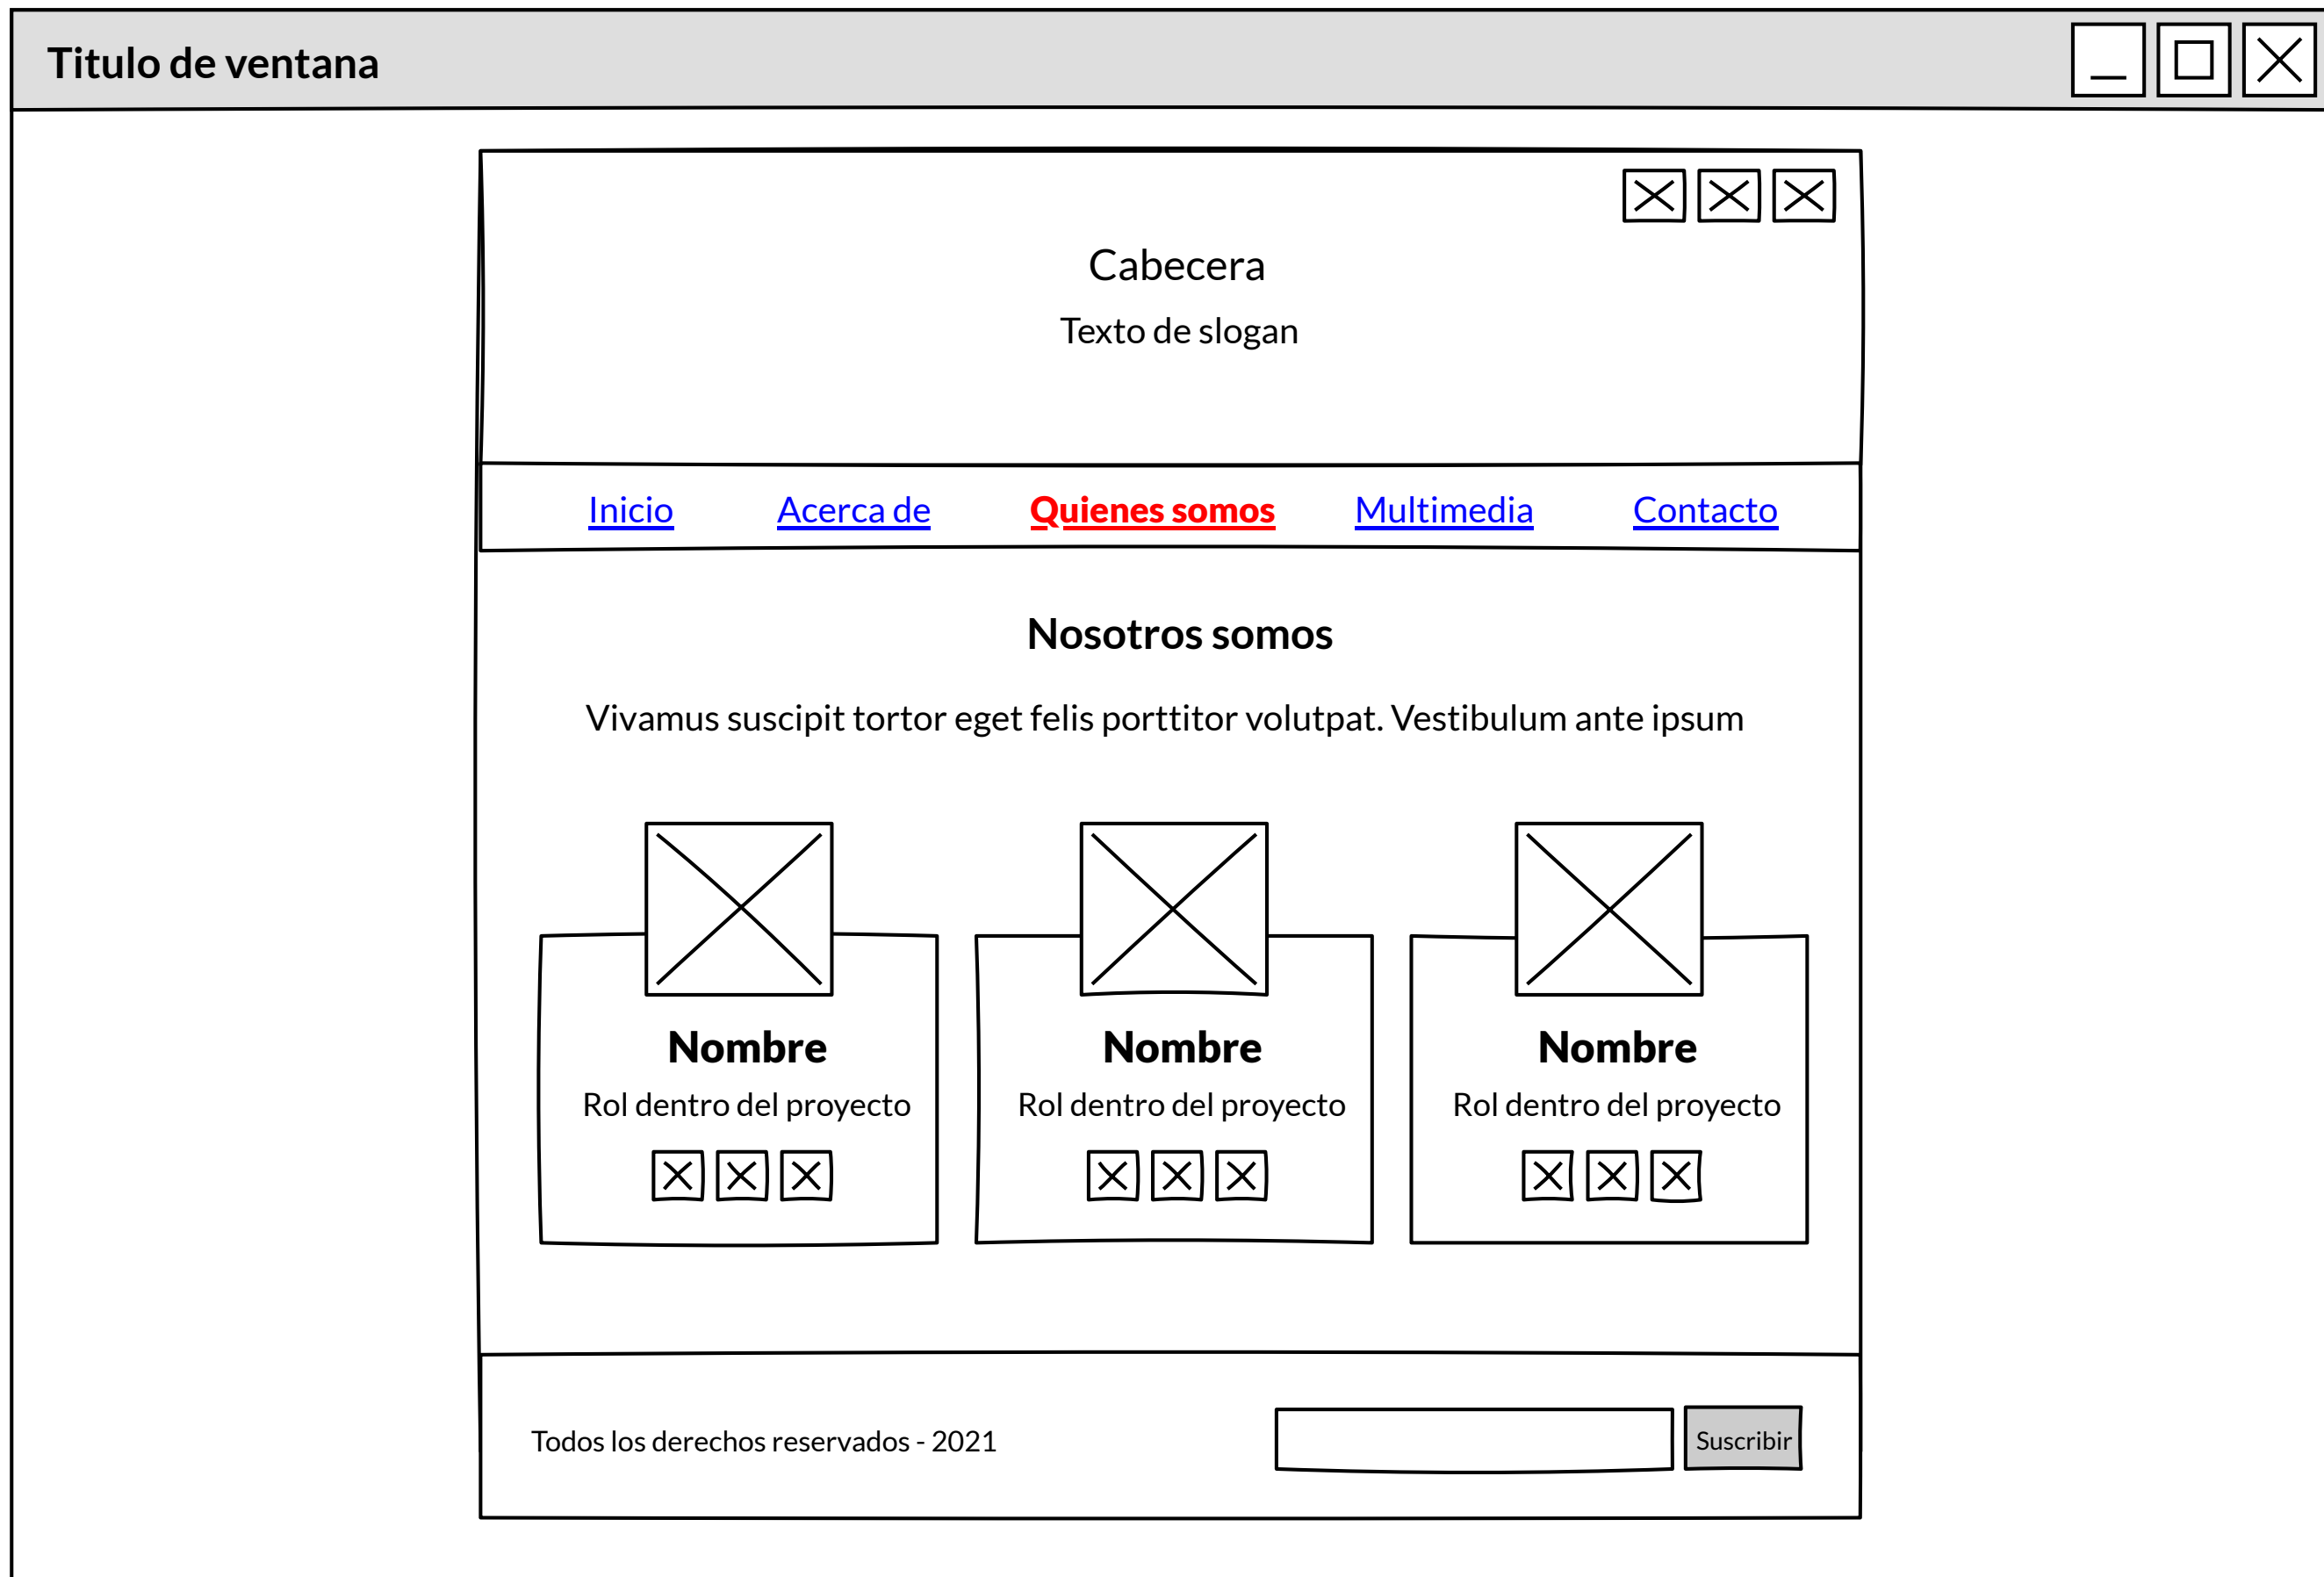 Titulo de ventana
Cabecera
Texto de slogan
Inicio Acerca de Quienes somos Multimedia Contacto
Nosotros somos
Vivamus suscipit tortor eget felis porttitor volutpat. Vestibulum ante ipsum
Nombre Nombre Nombre
Rol dentro del proyecto Rol dentro del proyecto Rol dentro del proyecto
Todos los derechos reservados - 2021 Suscribir